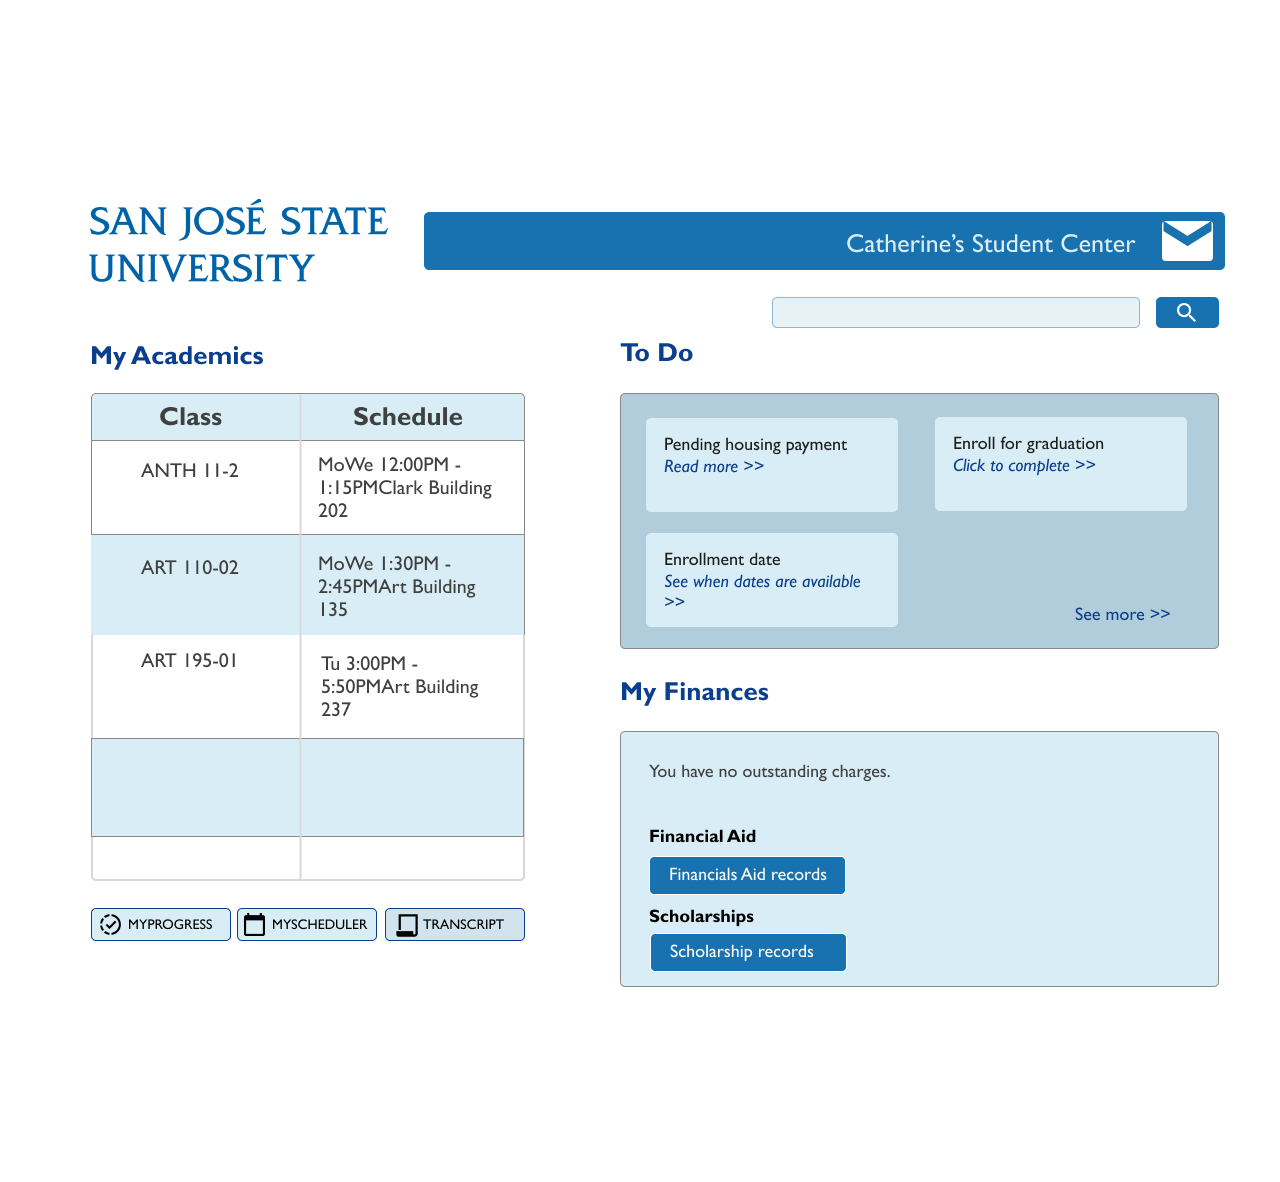 SAN JOSÉ STATE
UNIVERSITY
Catherine’s Student Center
My Academics
Class
Schedule
ANTH 11-2
MoWe 12:00PM -
1:15PMClark Building
202
ART 110-02
MoWe 1:30PM -
2:45PMArt Building
135
ART 195-01
Tu 3:00PM -
5:50PMArt Building
237
MYPROGRESS
MYSCHEDULER
TRANSCRIPT
To Do
Pending housing payment
Read more >>
Enroll for graduation
Click to complete >>
Enrollment date
See when dates are available
>>
See more >>
My Finances
You have no outstanding charges.
Financial Aid
Financials Aid records
Scholarships
Scholarship records